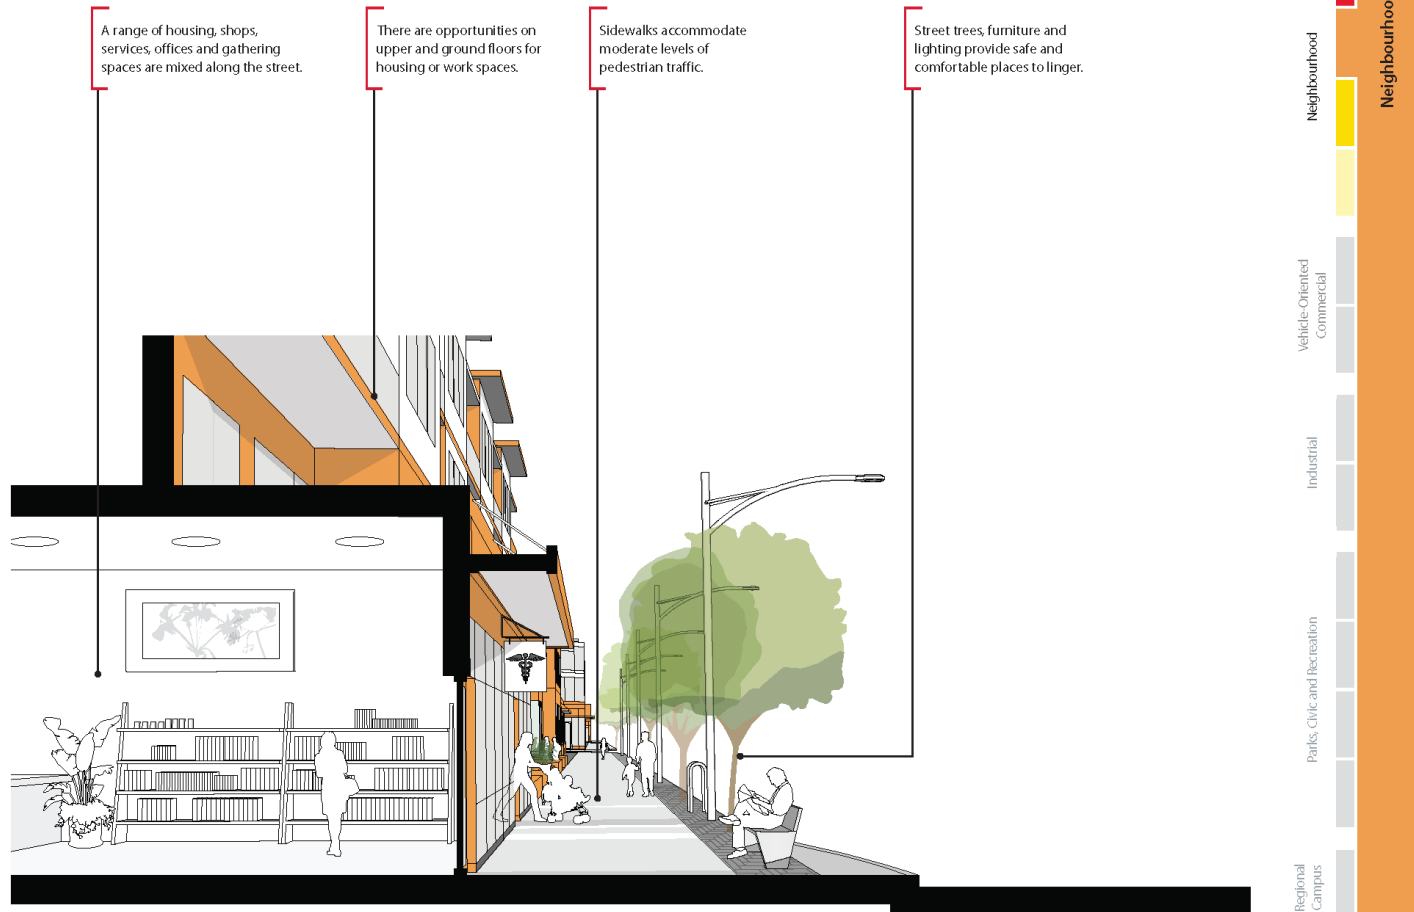 A range of housing, shops,
services, offices and gathering
spaces are mixed along the street.
There are opportunities on
upper and ground floors for
housing or work spaces.
Sidewalks accommodate
moderate levels of
pedestrian traffic.
Street trees, furniture and
lighting provide safe and
comfortable places to linger.
Neighbourhood
Vehicle-Oriented
Commercial
Industrial
Parks, Civic and Recreation
Regional
Campus
Neighbourhoo